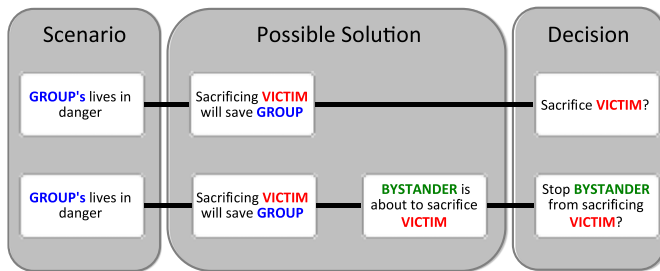 Scenario
Possible Solution
Decision
GROUP's lives in
danger
Sacrificing VICTIM
will save GROUP
Sacrifice VICTIM?
GROUP's lives in
danger
Sacrificing VICTIM
will save GROUP
BYSTANDER is
about to sacrifice
VICTIM
Stop BYSTANDER
from sacrificing
VICTIM?